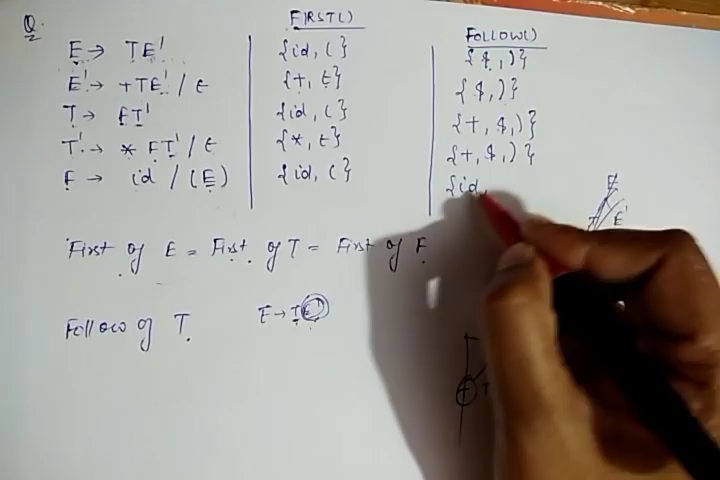 Q.
FIRST() FOLLOW()
E → TE' {id, (} {$, )}
E' → +TE' / ϵ {+, ϵ} {$, )}
T → FT' {id, (} {+, $, )}
T' → * FT' / ϵ {*, ϵ} {+, $, )}
F → id / (E) {id, (} {id,
First of E = First of T = First of F
Follow of T. E → TE'
E'
T